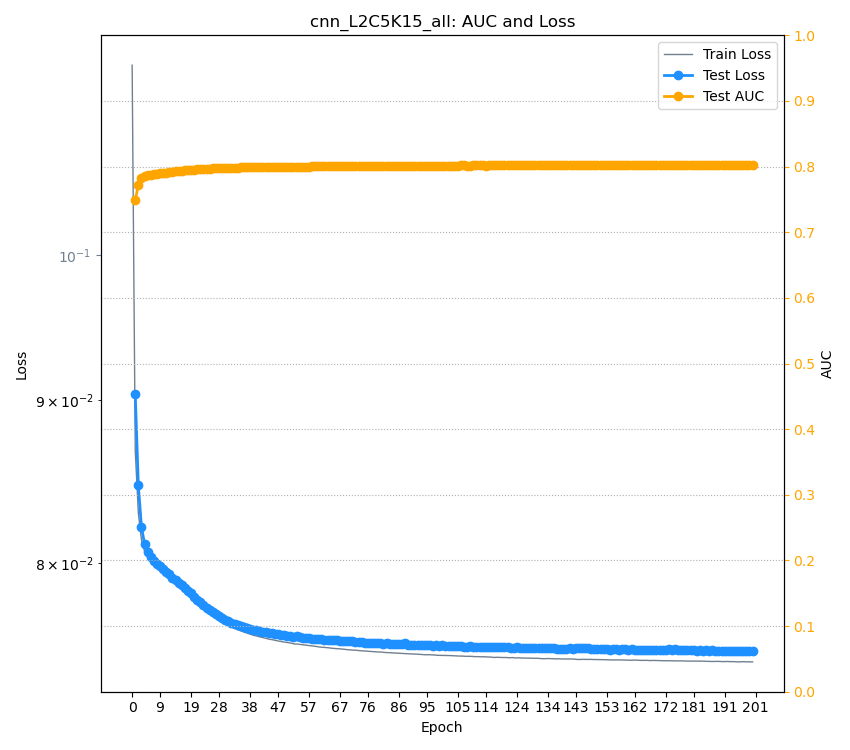 cnn_L2C5K15_all: AUC and Loss
Train Loss
Test Loss
Test AUC
Loss
10⁻¹
9 × 10⁻²
8 × 10⁻²
1.0
0.9
0.8
0.7
0.6
0.5
0.4
0.3
0.2
0.1
0.0
AUC
0 9 19 28 38 47 57 67 76 86 95 105 114 124 134 143 153 162 172 181 191 201
Epoch